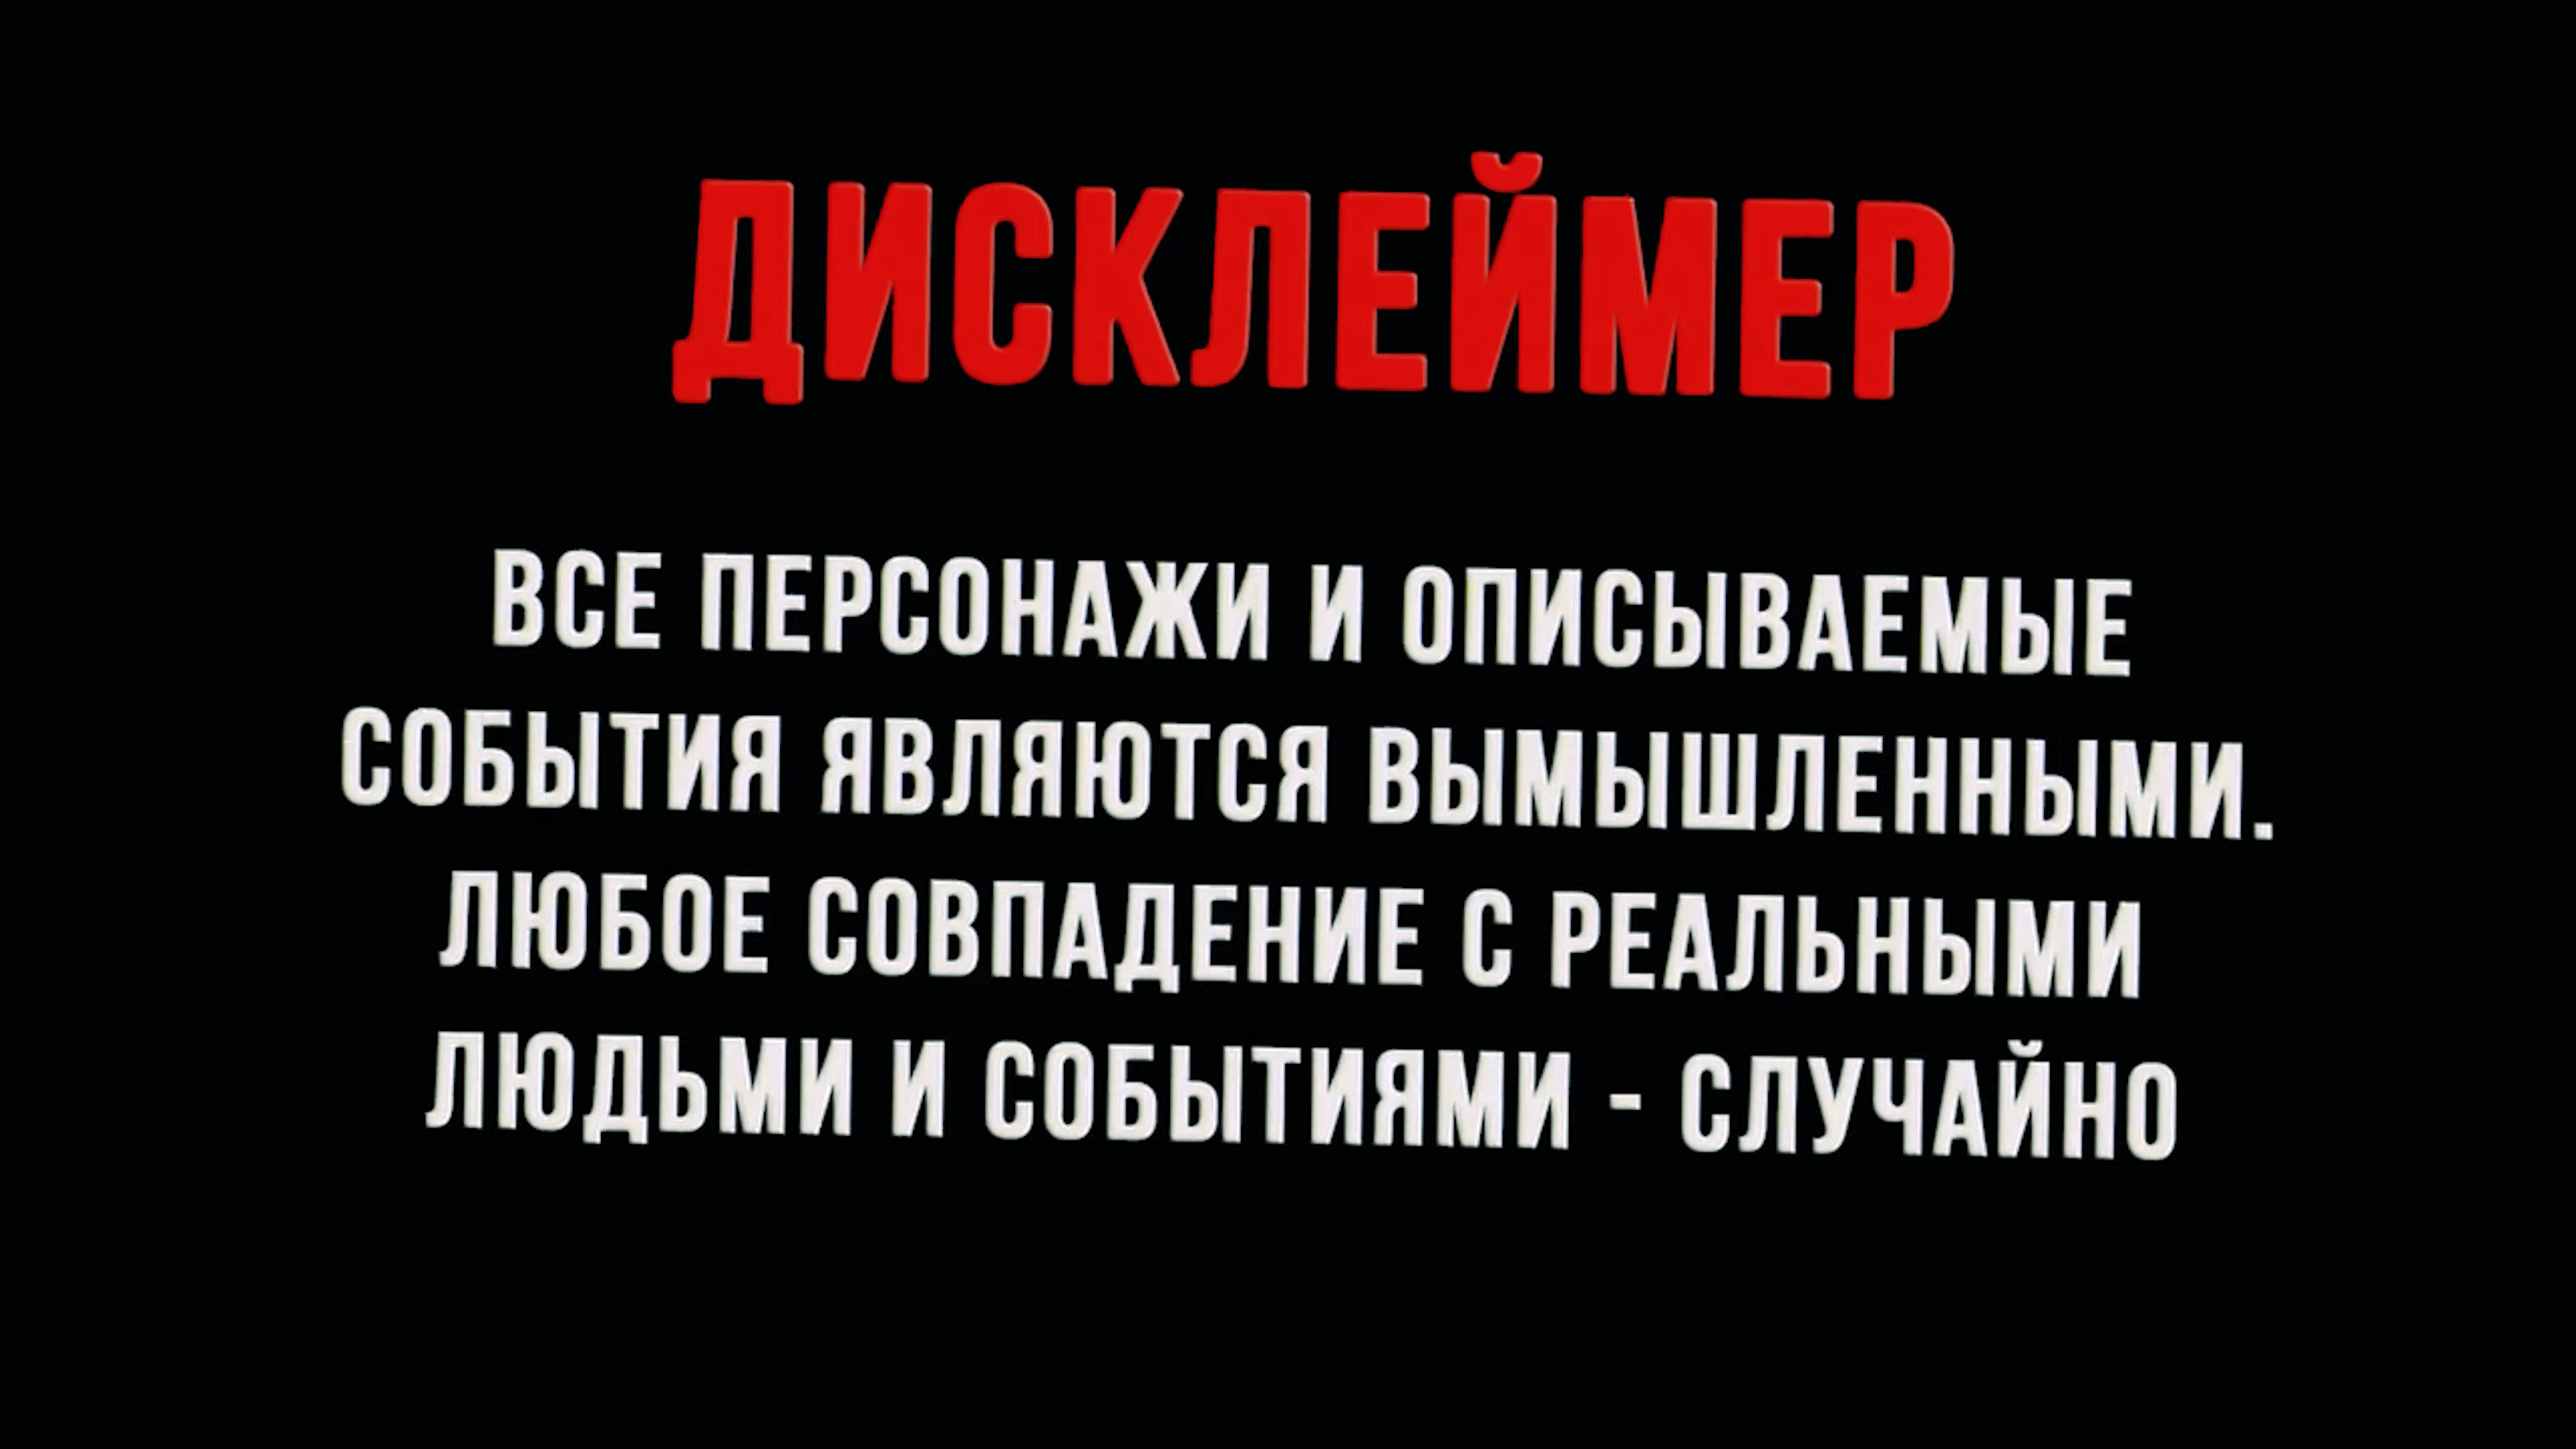 ДИСКЛЕЙМЕР
ВСЕ ПЕРСОНАЖИ И ОПИСЫВАЕМЫЕ
СОБЫТИЯ ЯВЛЯЮТСЯ ВЫМЫШЛЕННЫМИ.
ЛЮБОЕ СОВПАДЕНИЕ С РЕАЛЬНЫМИ
ЛЮДЬМИ И СОБЫТИЯМИ - СЛУЧАЙНО